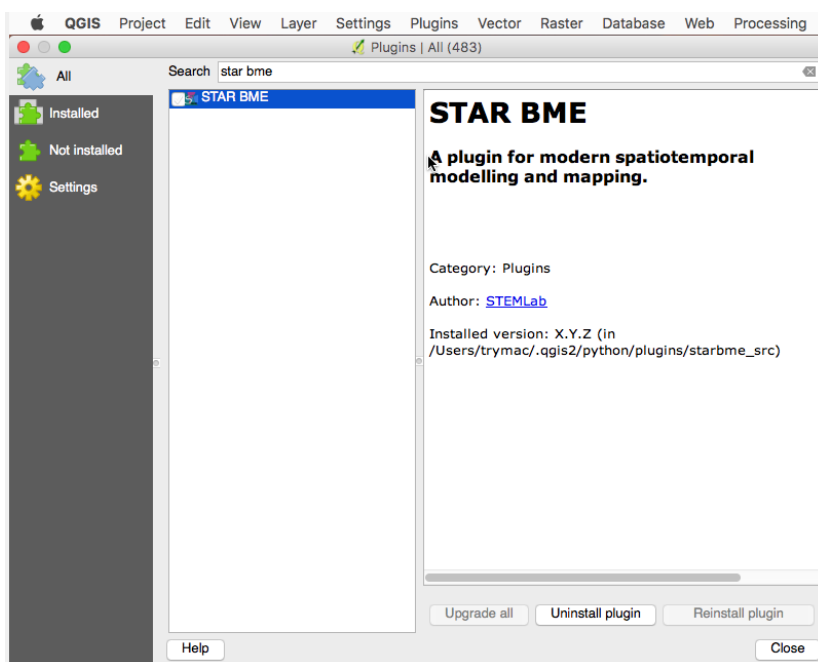 QGIS Project Edit View Layer Settings Plugins Vector Raster Database Web Processing
Plugins | All (483)
All
Installed
Not installed
Settings
Search star bme
STAR BME
STAR BME
A plugin for modern spatiotemporal
modelling and mapping.
Category: Plugins
Author: STEMLab
Installed version: X.Y.Z (in
/Users/trymac/.qgis2/python/plugins/starbme_src)
Upgrade all Uninstall plugin Reinstall plugin
Help Close